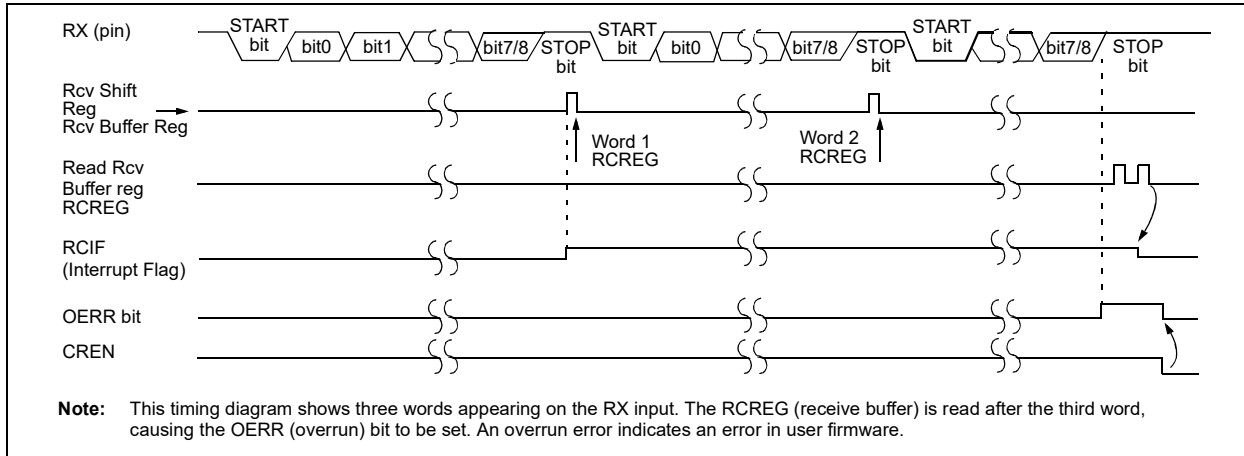 RX (pin)
START
bit
bit0
bit1
bit7/8
STOP
bit
START
bit
bit0
bit7/8
STOP
bit
START
bit
bit7/8
STOP
bit
Rcv Shift
Reg
Rcv Buffer Reg
Word 1
RCREG
Word 2
RCREG
Read Rcv
Buffer reg
RCREG
RCIF
(Interrupt Flag)
OERR bit
CREN
Note: This timing diagram shows three words appearing on the RX input. The RCREG (receive buffer) is read after the third word,
causing the OERR (overrun) bit to be set. An overrun error indicates an error in user firmware.